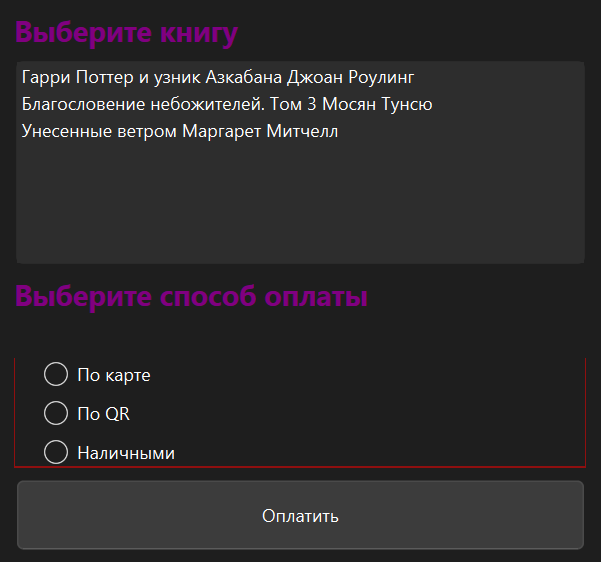 Выберите книгу
Гарри Поттер и узник Азкабана Джоан Роулинг
Благословение небожителей. Том 3 Мосян Тунсю
Унесенные ветром Маргарет Митчелл
Выберите способ оплаты
По карте
По QR
Наличными
Оплатить